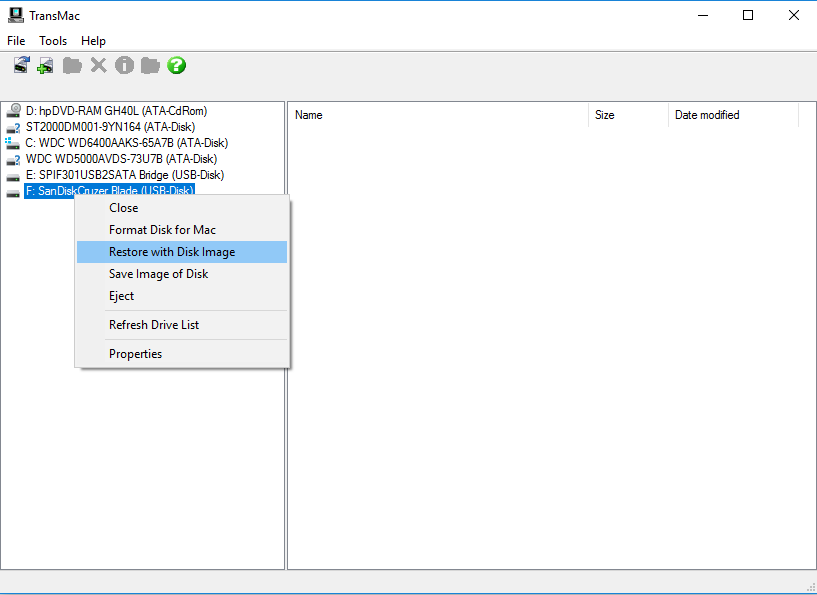 TransMac
File Tools Help
D: hpDVD-RAM GH40L (ATA-CdRom)
ST2000DM001-9YN164 (ATA-Disk)
C: WDC WD6400AAKS-65A7B (ATA-Disk)
WDC WD5000AVDS-73U7B (ATA-Disk)
E: SPIF301USB2SATA Bridge (USB-Disk)
F: SanDiskCruzer Blade (USB-Disk)
Close
Format Disk for Mac
Restore with Disk Image
Save Image of Disk
Eject
Refresh Drive List
Properties
Name Size Date modified